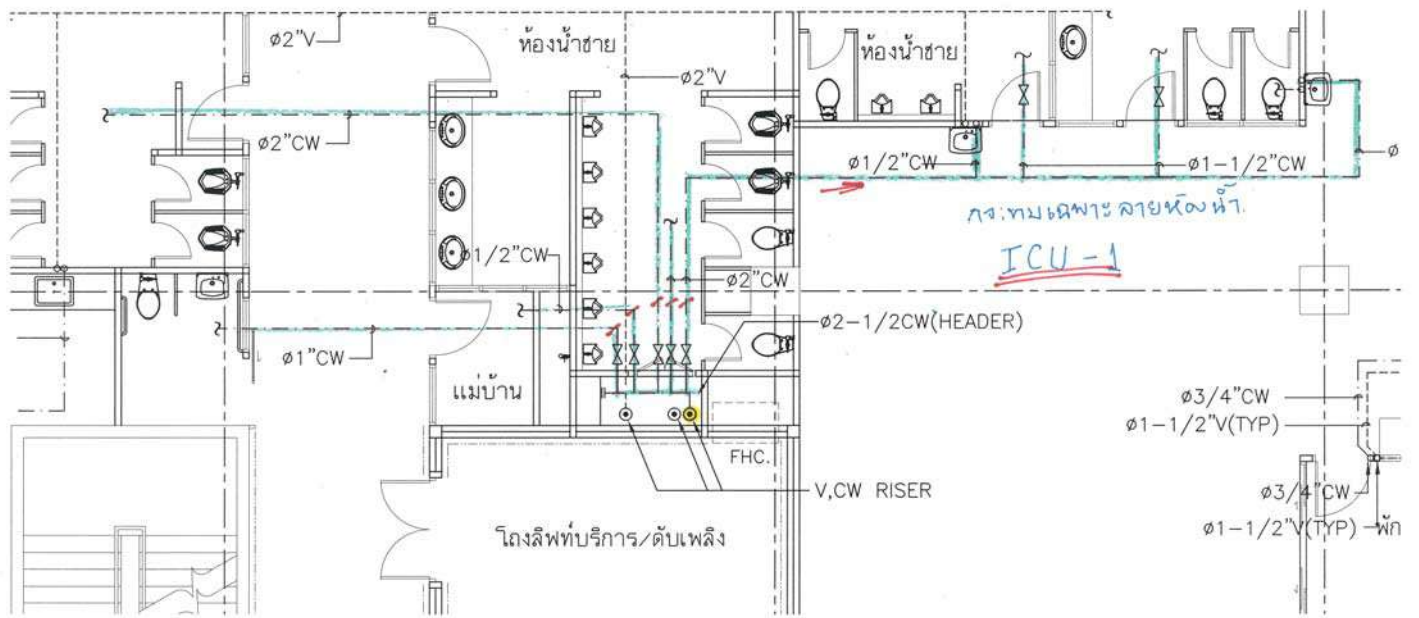 ø2"V
ห้องน้ำชาย
ø2"V
ห้องน้ำชาย
ø2"CW
ø1/2"CW
ø1-1/2"CW
ø
กระทบเฉพาะลายห้องน้ำ.
ICU-1
ø1/2"CW
ø2"CW
ø2-1/2CW(HEADER)
ø1"CW
แม่บ้าน
ø3/4"CW
ø1-1/2"V(TYP)
FHC.
V,CW RISER
ø3/4"CW
ø1-1/2"V(TYP)
พัก
โถงลิฟท์บริการ/ดับเพลิง